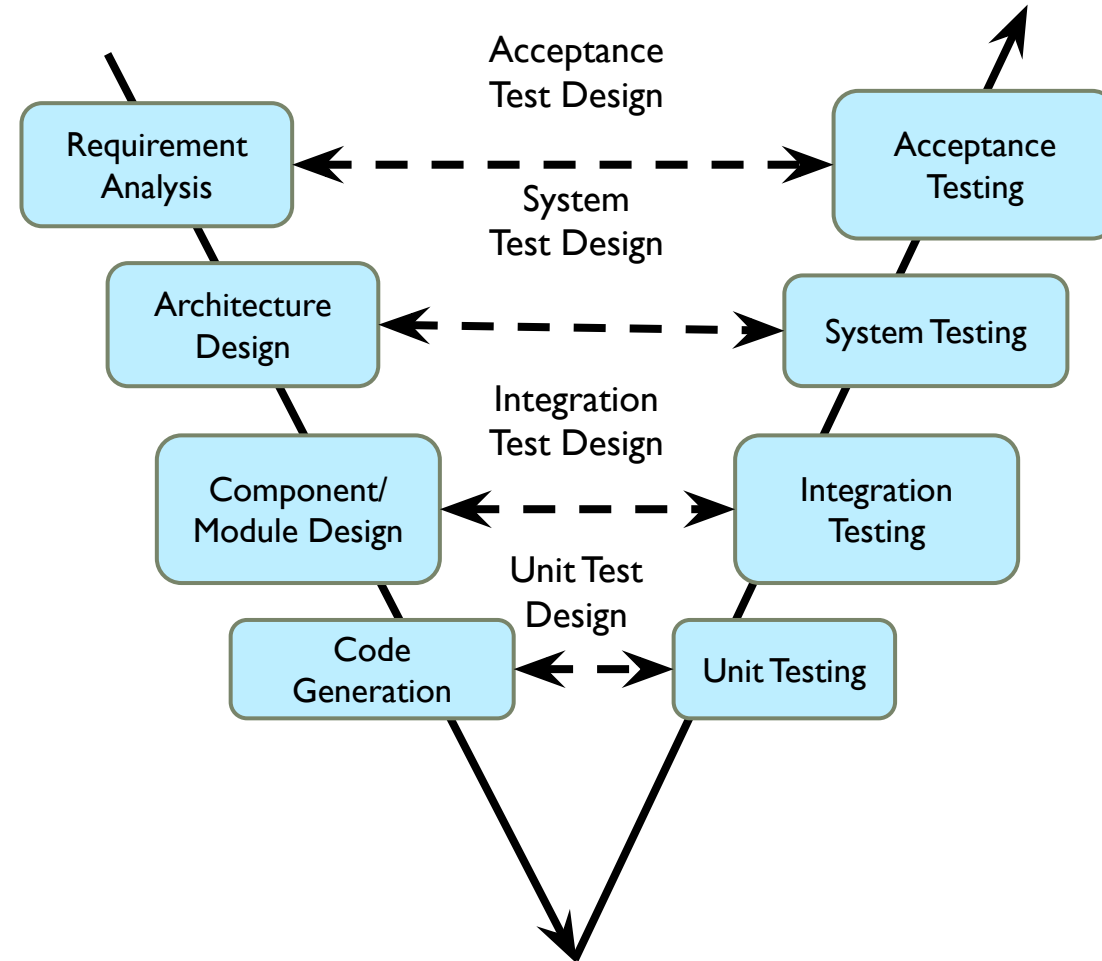 Acceptance
Test Design
Requirement
Analysis
Acceptance
Testing
System
Test Design
Architecture
Design
System Testing
Integration
Test Design
Component/
Module Design
Integration
Testing
Unit Test
Design
Code
Generation
Unit Testing